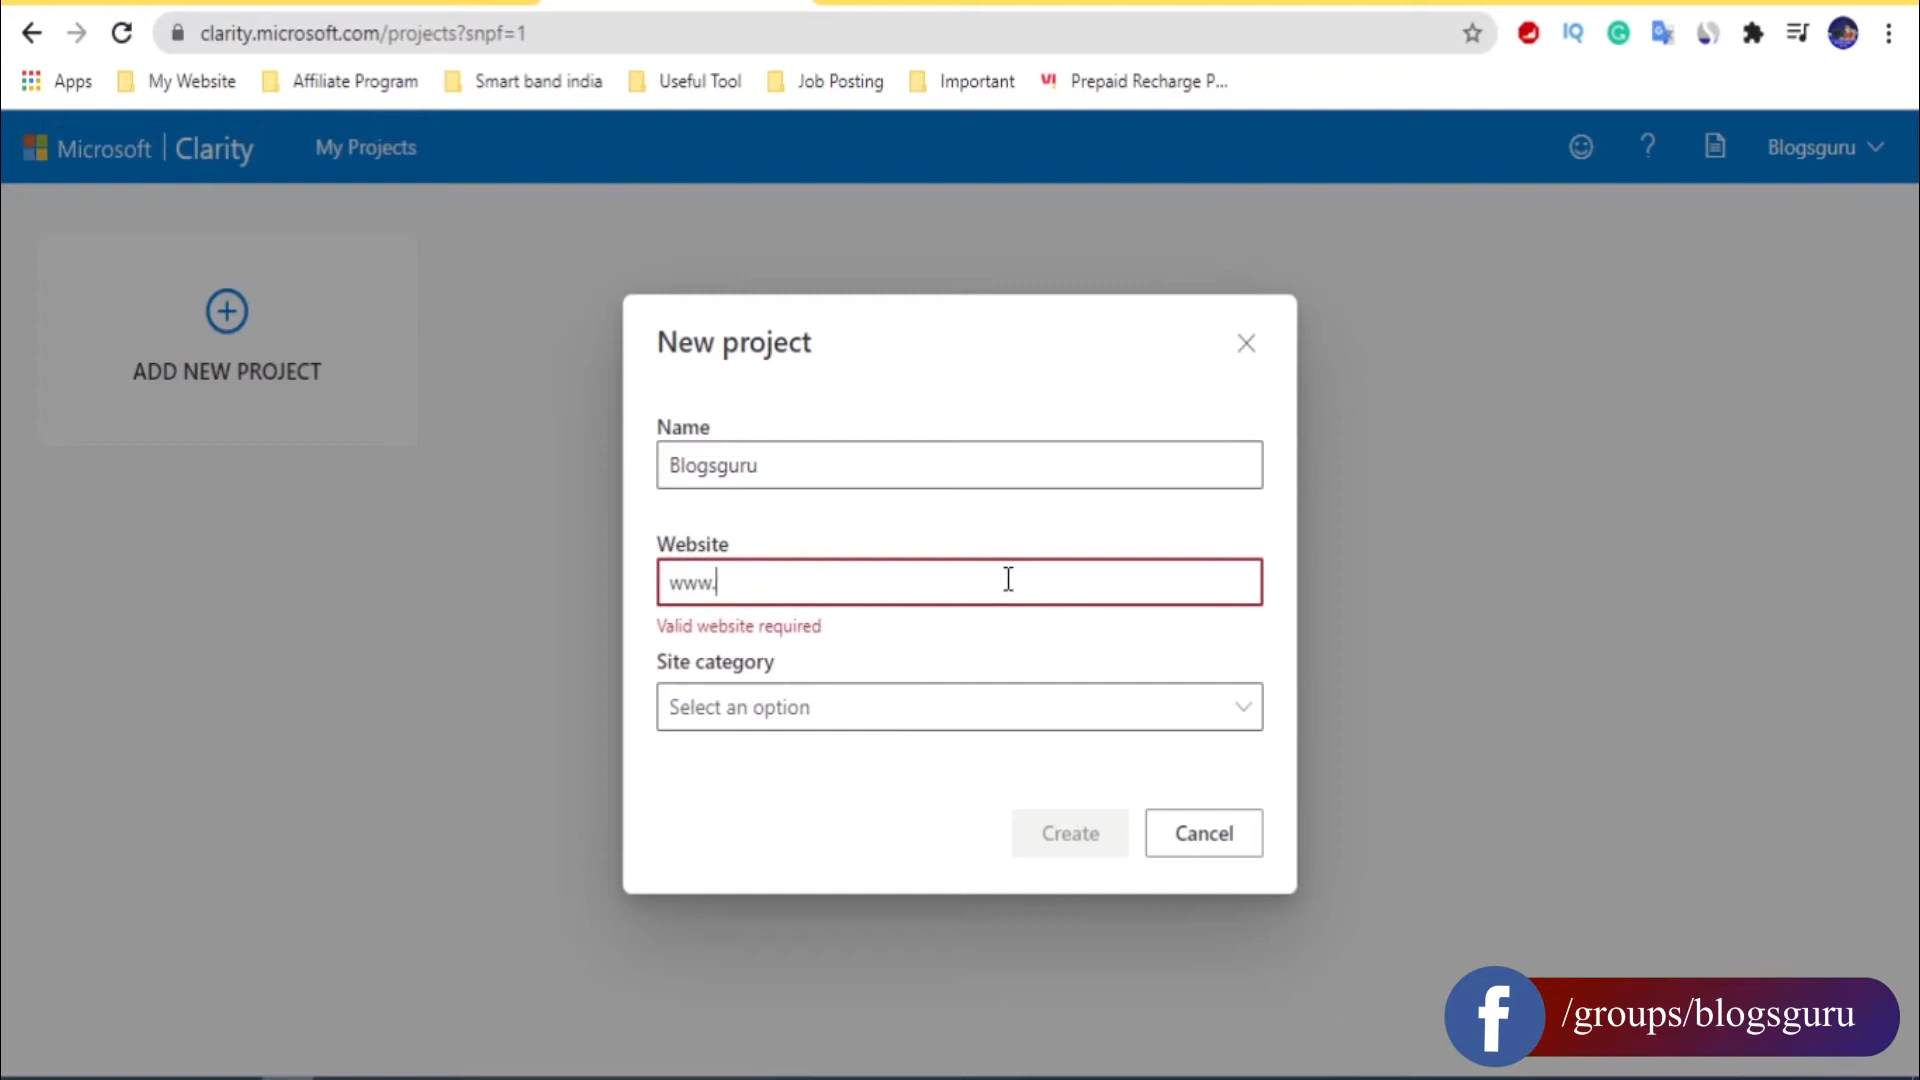 clarity.microsoft.com/projects?snpf=1
IQ
Apps
My Website
Affiliate Program
Smart band india
Useful Tool
Job Posting
Important
Prepaid Recharge P...
Microsoft | Clarity
My Projects
?
Blogsguru
ADD NEW PROJECT
New project
Name
Blogsguru
Website
www.
Valid website required
Site category
Select an option
Create
Cancel
f /groups/blogsguru